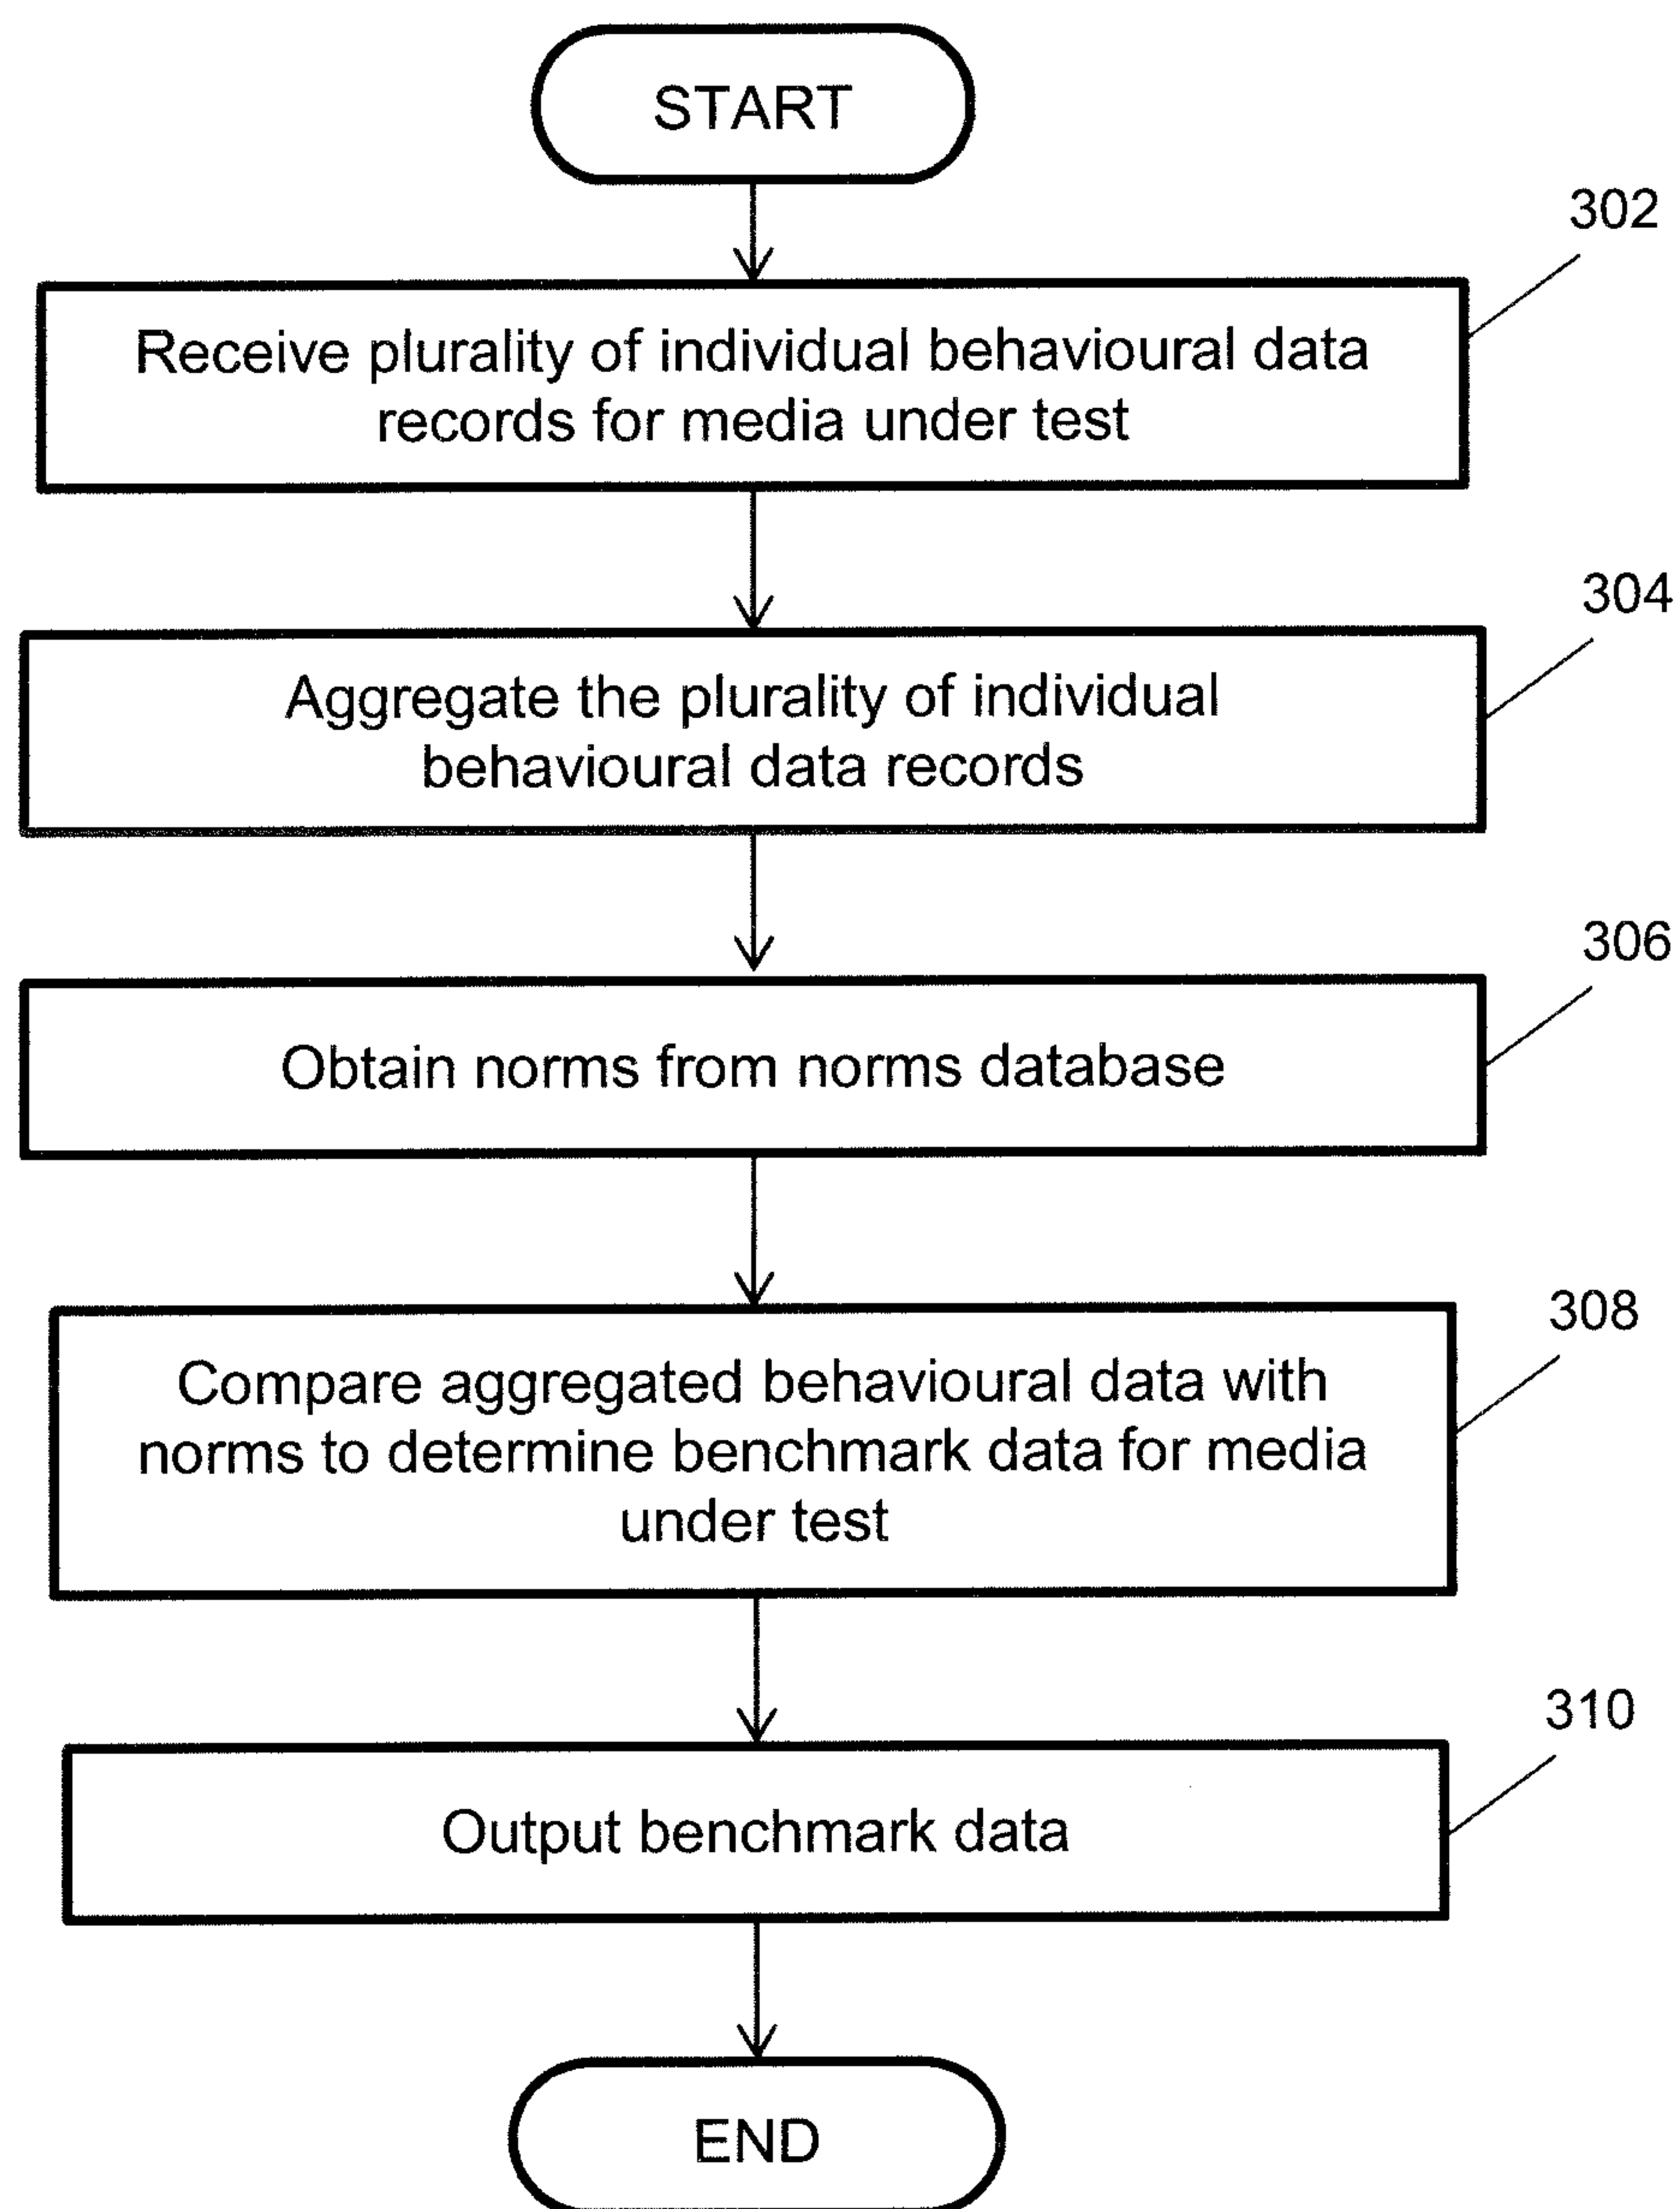 START
302
Receive plurality of individual behavioural data
records for media under test
304
Aggregate the plurality of individual
behavioural data records
306
Obtain norms from norms database
308
Compare aggregated behavioural data with
norms to determine benchmark data for media
under test
310
Output benchmark data
END